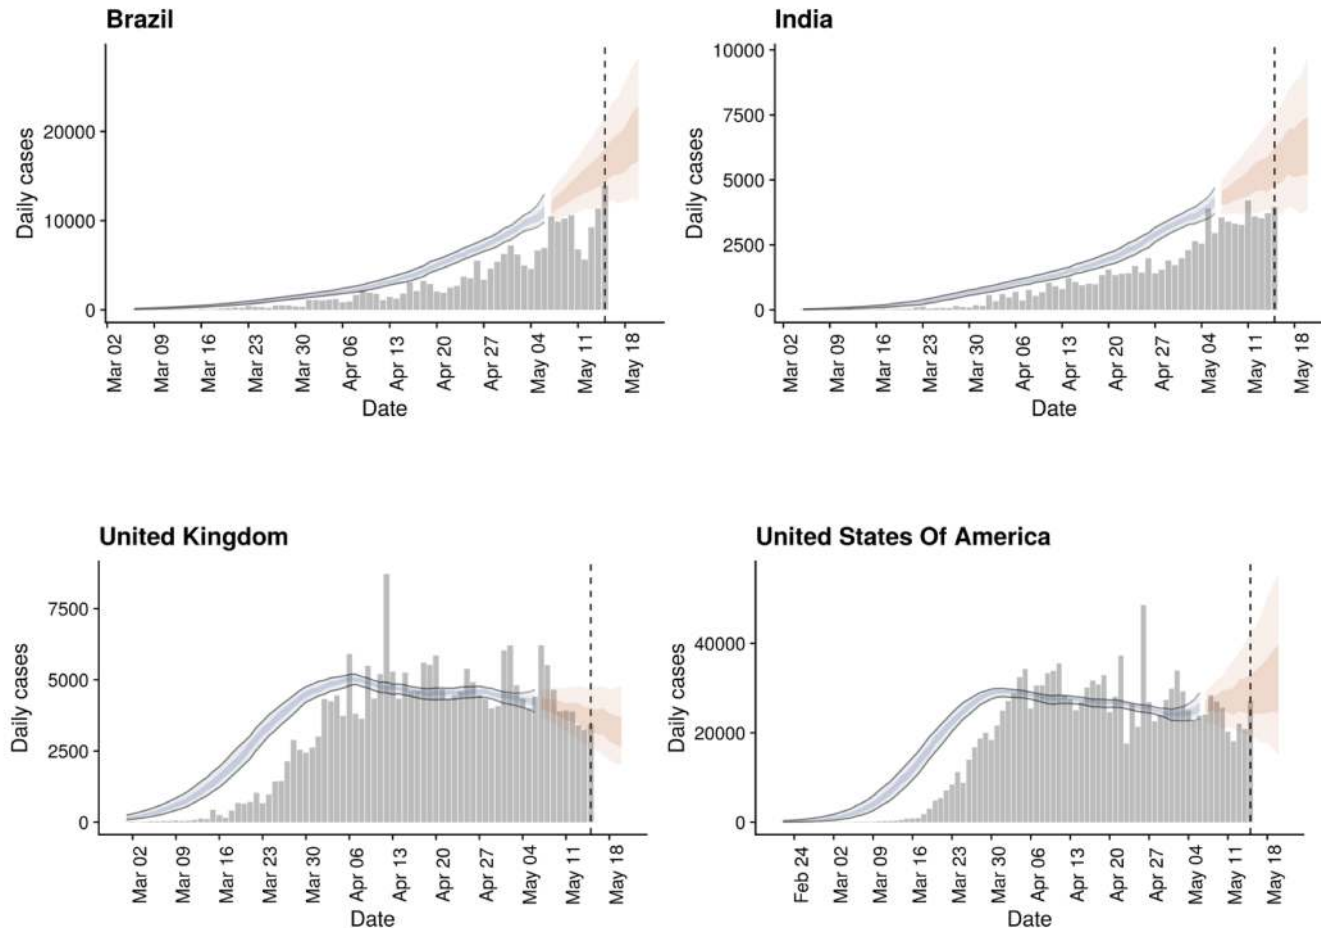 Brazil
Daily cases
20000
10000
0
Mar 02
Mar 09
Mar 16
Mar 23
Mar 30
Apr 06
Apr 13
Apr 20
Apr 27
May 04
May 11
May 18
Date
India
Daily cases
10000
7500
5000
2500
0
Mar 02
Mar 09
Mar 16
Mar 23
Mar 30
Apr 06
Apr 13
Apr 20
Apr 27
May 04
May 11
May 18
Date
United Kingdom
Daily cases
7500
5000
2500
0
Mar 02
Mar 09
Mar 16
Mar 23
Mar 30
Apr 06
Apr 13
Apr 20
Apr 27
May 04
May 11
May 18
Date
United States Of America
Daily cases
40000
20000
0
Feb 24
Mar 02
Mar 09
Mar 16
Mar 23
Mar 30
Apr 06
Apr 13
Apr 20
Apr 27
May 04
May 11
May 18
Date